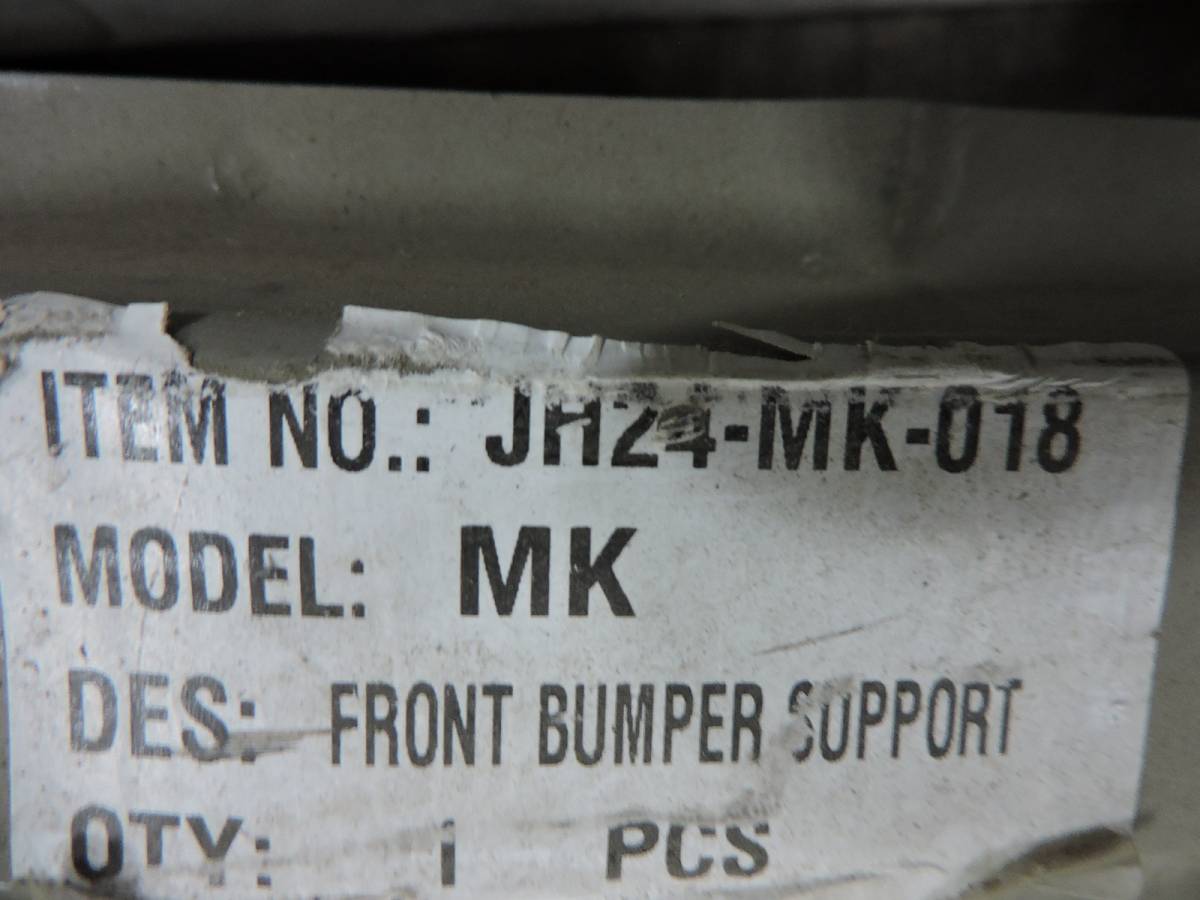 ITEM NO.: JH24-MK-018
MODEL: MK
DES: FRONT BUMPER SUPPORT
QTY: 1 PCS